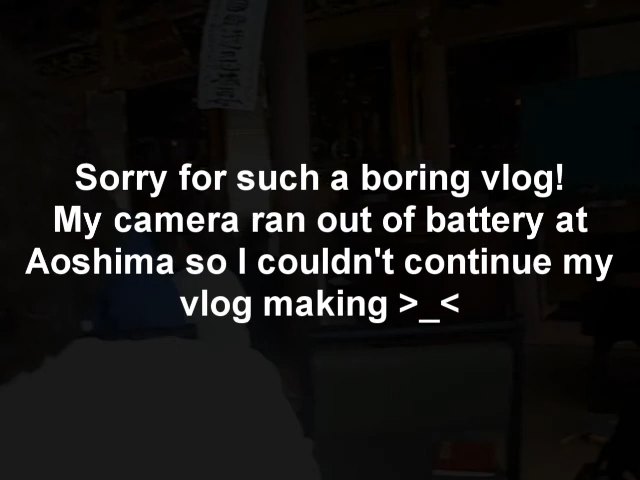 Sorry for such a boring vlog!
My camera ran out of battery at
Aoshima so I couldn't continue my
vlog making >_<